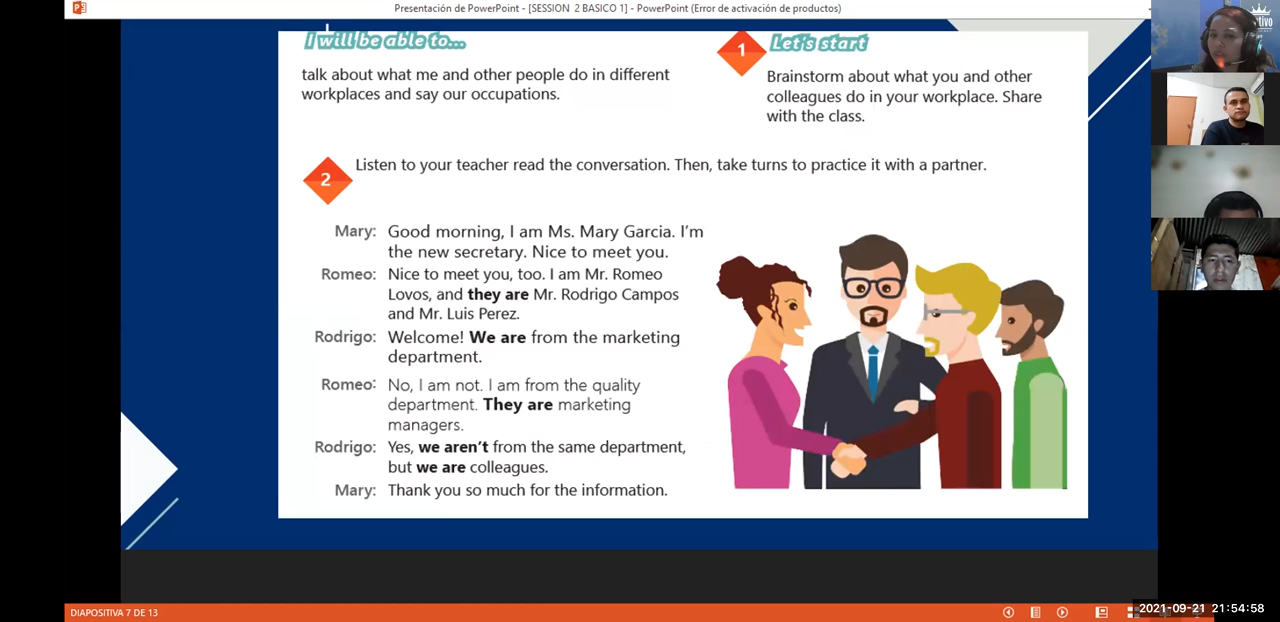 Presentación de PowerPoint - [SESSION 2 BASICO 1] - PowerPoint (Error de activación de productos)
I will be able to...
talk about what me and other people do in different
workplaces and say our occupations.
1
Let's start
Brainstorm about what you and other
colleagues do in your workplace. Share
with the class.
2
Listen to your teacher read the conversation. Then, take turns to practice it with a partner.
Mary: Good morning, I am Ms. Mary Garcia. I'm
the new secretary. Nice to meet you.
Romeo: Nice to meet you, too. I am Mr. Romeo
Lovos, and they are Mr. Rodrigo Campos
and Mr. Luis Perez.
Rodrigo: Welcome! We are from the marketing
department.
Romeo: No, I am not. I am from the quality
department. They are marketing
managers.
Rodrigo: Yes, we aren't from the same department,
but we are colleagues.
Mary: Thank you so much for the information.
DIAPOSITIVA 7 DE 13
2021-09-21 21:54:58